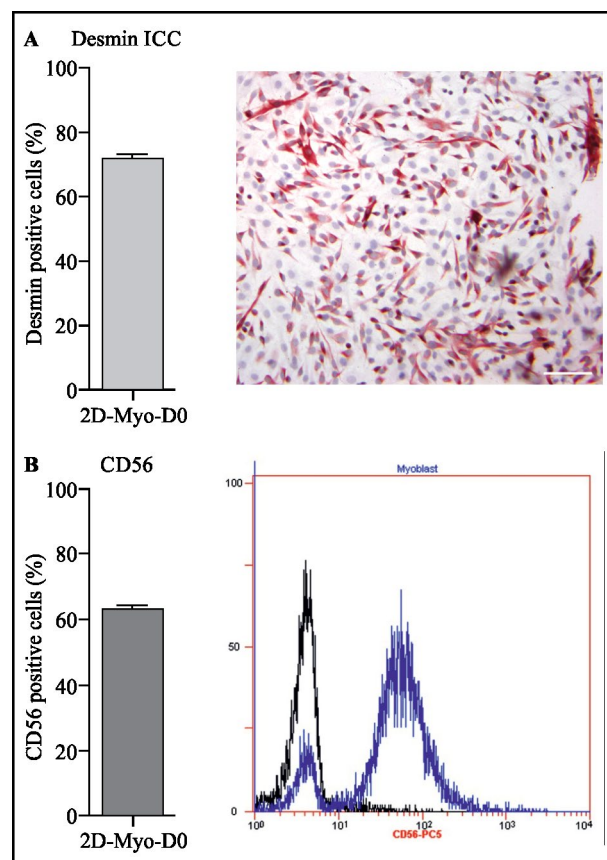 A Desmin ICC
Desmin positive cells (%)
100
80
60
40
20
0
2D-Myo-D0
B CD56
CD56 positive cells (%)
100
80
60
40
20
0
2D-Myo-D0
Myoblast
100
50
0
10⁰ 10¹ 10² 10³ 10⁴
CD56-PC5